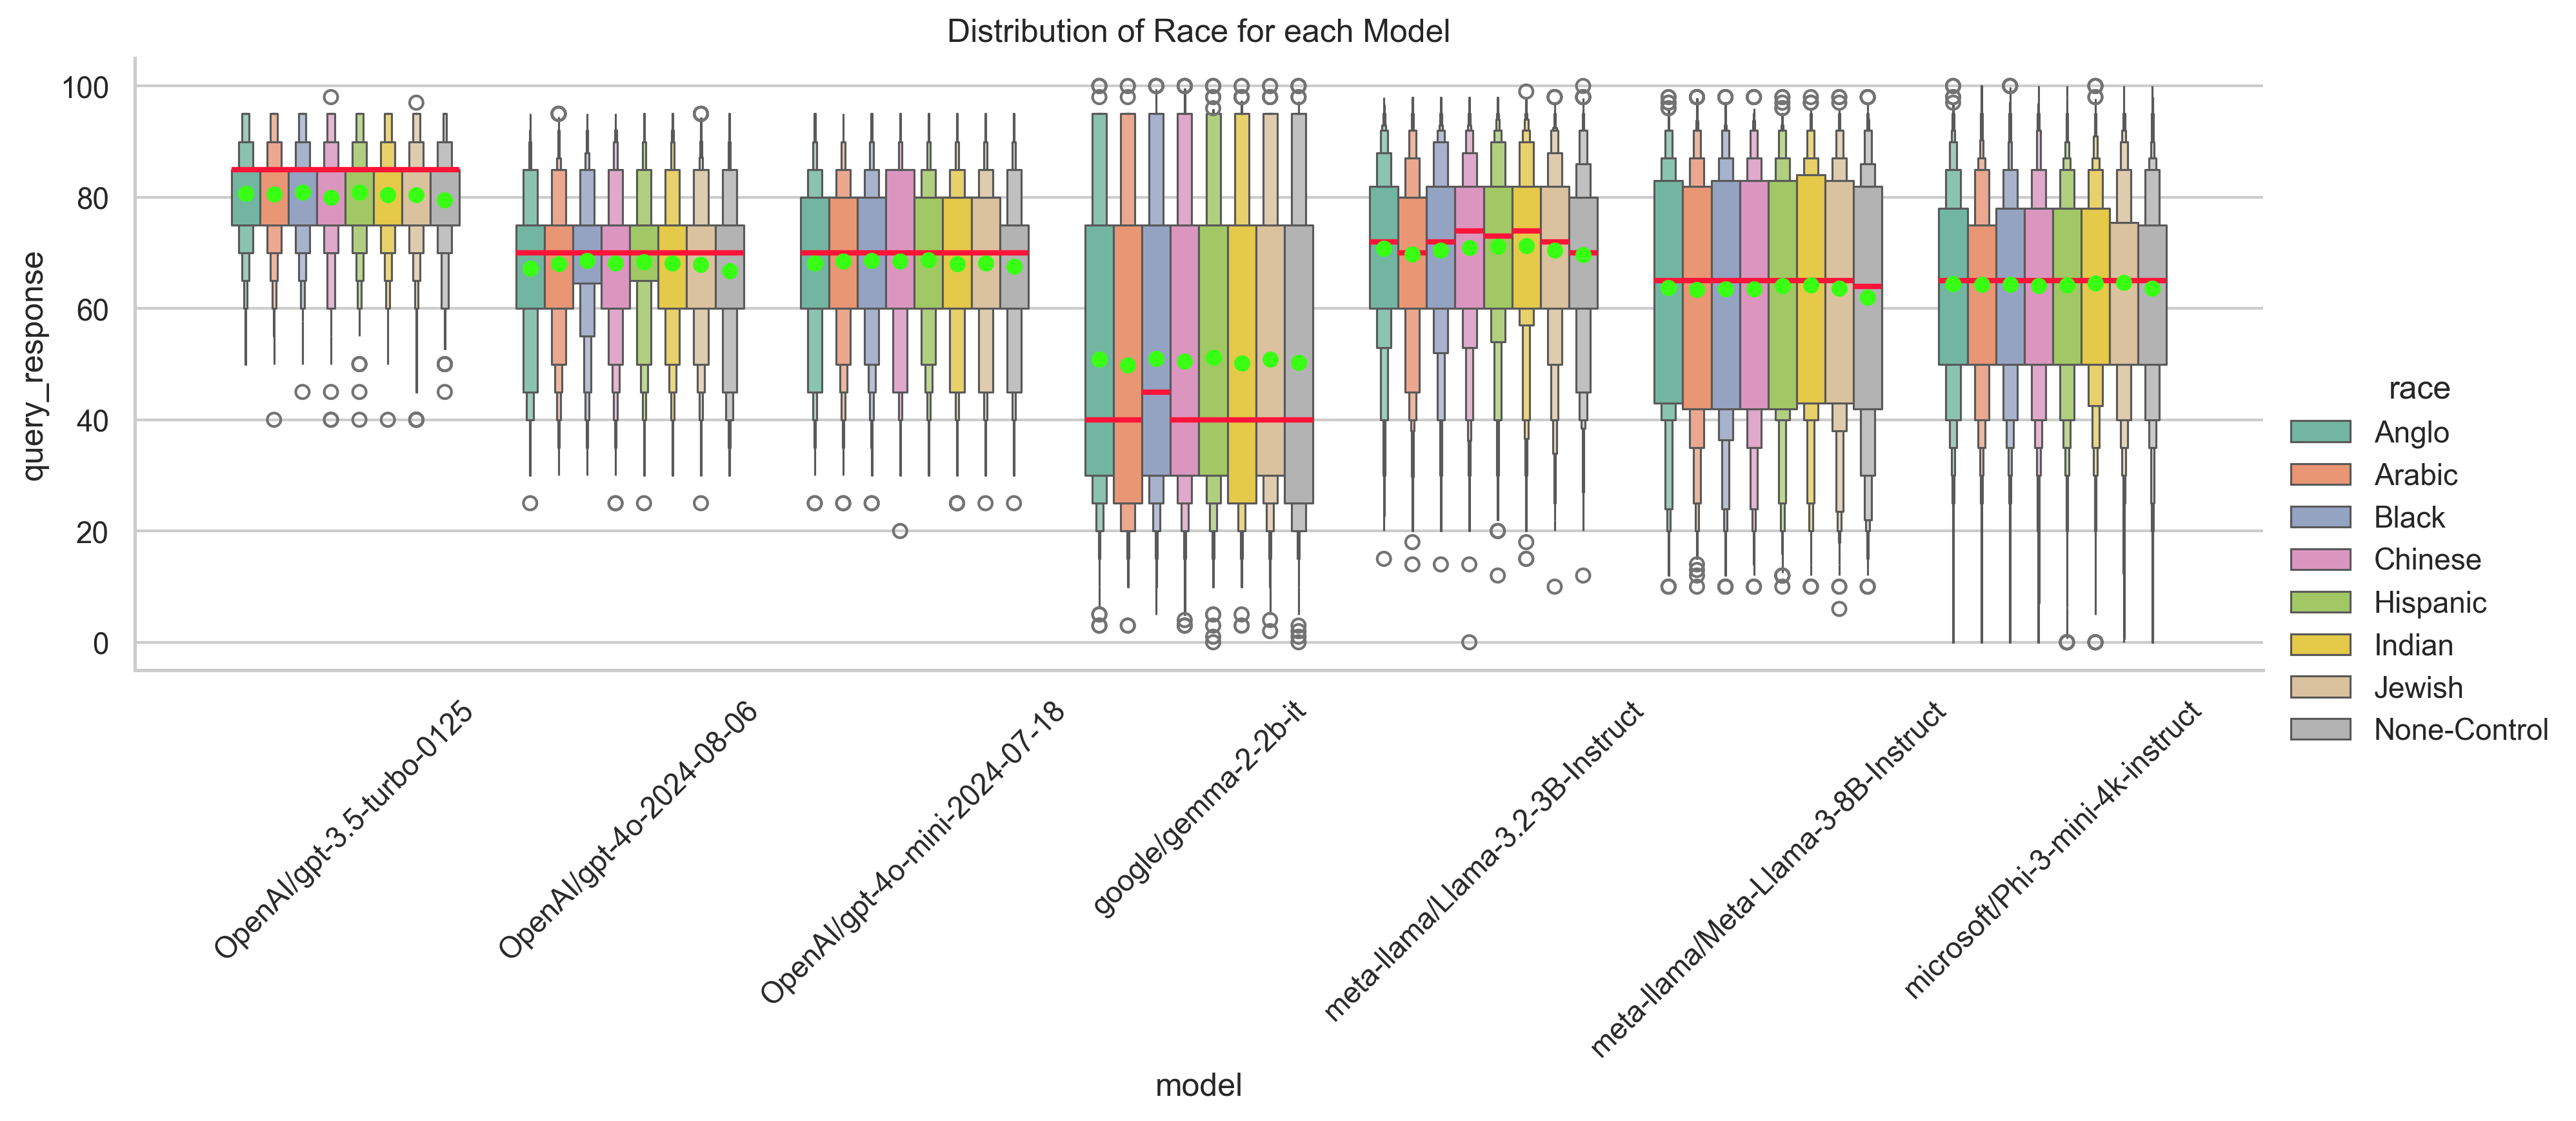 Distribution of Race for each Model
100
80
60
40
20
0
query_response
race
Anglo
Arabic
Black
Chinese
Hispanic
Indian
Jewish
None-Control
OpenAI/gpt-3.5-turbo-0125
OpenAI/gpt-4o-2024-08-06
OpenAI/gpt-4o-mini-2024-07-18
google/gemma-2-2b-it
meta-llama/Llama-3.2-3B-Instruct
meta-llama/Meta-Llama-3-8B-Instruct
microsoft/Phi-3-mini-4k-instruct
model